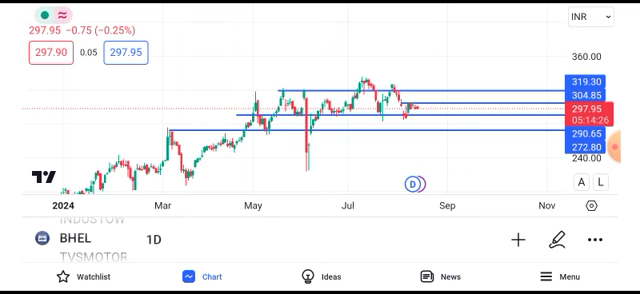 INR
297.95 −0.75 (−0.25%)
297.90 0.05 297.95
360.00
319.30
304.85
297.95
05:14:26
290.65
272.80
240.00
TV
D
A L
2024 Mar May Jul Sep Nov
INDUSTOW
BHEL 1D
TVSMOTOR
Watchlist Chart Ideas News Menu